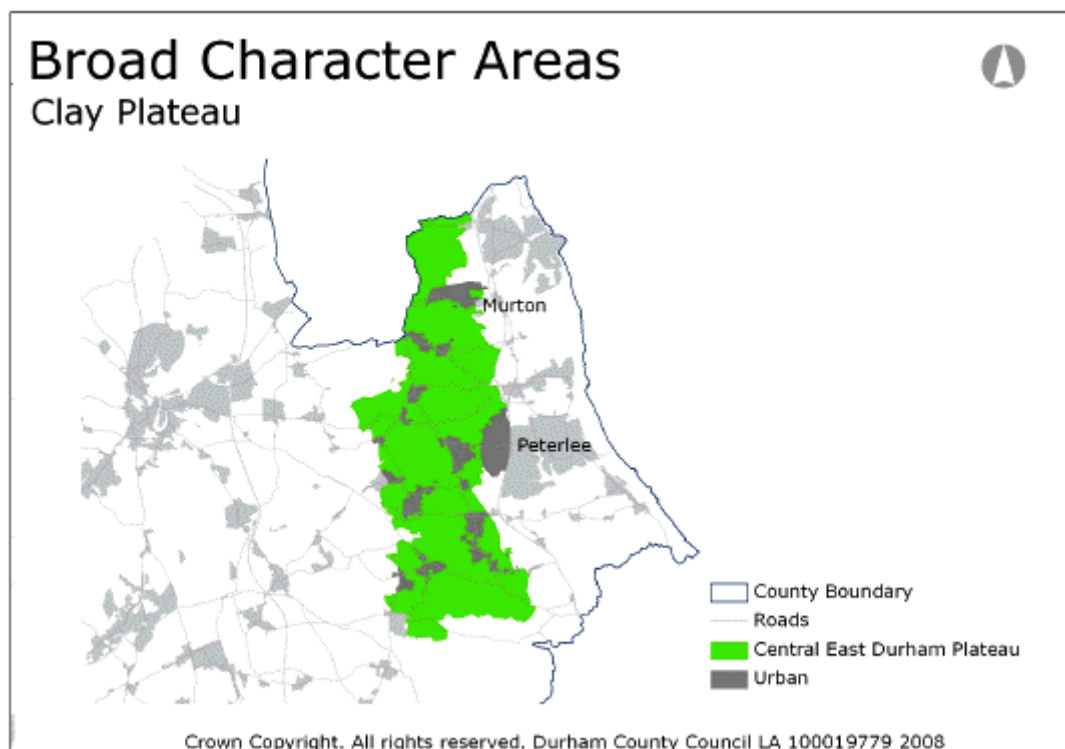 Broad Character Areas
Clay Plateau
Murton
Peterlee
County Boundary
Roads
Central East Durham Plateau
Urban
Crown Copyright. All rights reserved. Durham County Council LA 100019779 2008